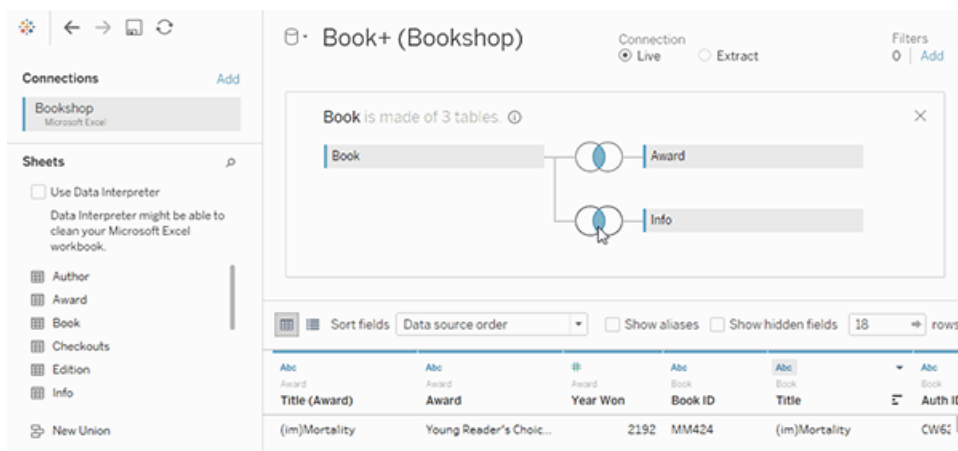 Book+ (Bookshop)
Connection
Live
Extract
Filters
0 | Add
Connections
Add
Bookshop
Microsoft Excel
Book is made of 3 tables.
Book
Award
Info
Sheets
Use Data Interpreter
Data Interpreter might be able to
clean your Microsoft Excel
workbook.
Author
Award
Book
Checkouts
Edition
Info
New Union
Sort fields
Data source order
Show aliases
Show hidden fields
18
rows
Abc Abc # Abc Abc Abc
Award Award Award Book Book Book
Title (Award) Award Year Won Book ID Title Auth
(im)Mortality Young Reader's Choic... 2192 MM424 (im)Mortality